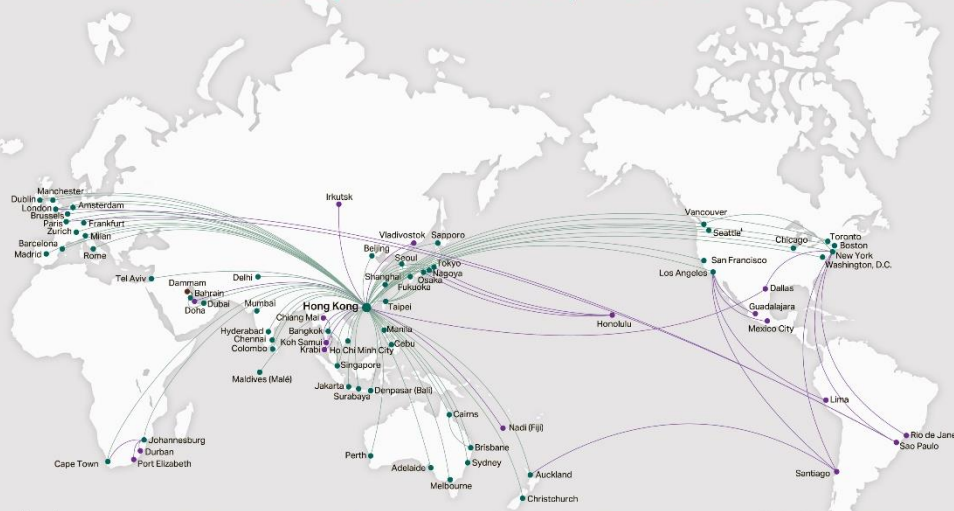 Manchester
Dublin
London
Amsterdam
Brussels
Paris
Frankfurt
Zurich
Milan
Barcelona
Madrid
Rome
Irkutsk
Vladivostok
Sapporo
Beijing
Seoul
Tokyo
Nagoya
Osaka
Shanghai
Fukuoka
Tel Aviv
Delhi
Dammam
Bahrain
Dubai
Doha
Mumbai
Hong Kong
Taipei
Chiang Mai
Hyderabad
Bangkok
Manila
Chennai
Koh Samui
Cebu
Colombo
Krabi
Ho Chi Minh City
Singapore
Maldives (Malé)
Jakarta
Denpasar (Bali)
Surabaya
Cairns
Nadi (Fiji)
Johannesburg
Durban
Cape Town
Port Elizabeth
Perth
Brisbane
Adelaide
Sydney
Melbourne
Auckland
Christchurch
Honolulu
Vancouver
Seattle'
Chicago
Toronto
Boston
New York
Washington, D.C.
San Francisco
Los Angeles
Dallas
Guadalajara
Mexico City
Lima
Rio de Jane
Sao Paulo
Santiago